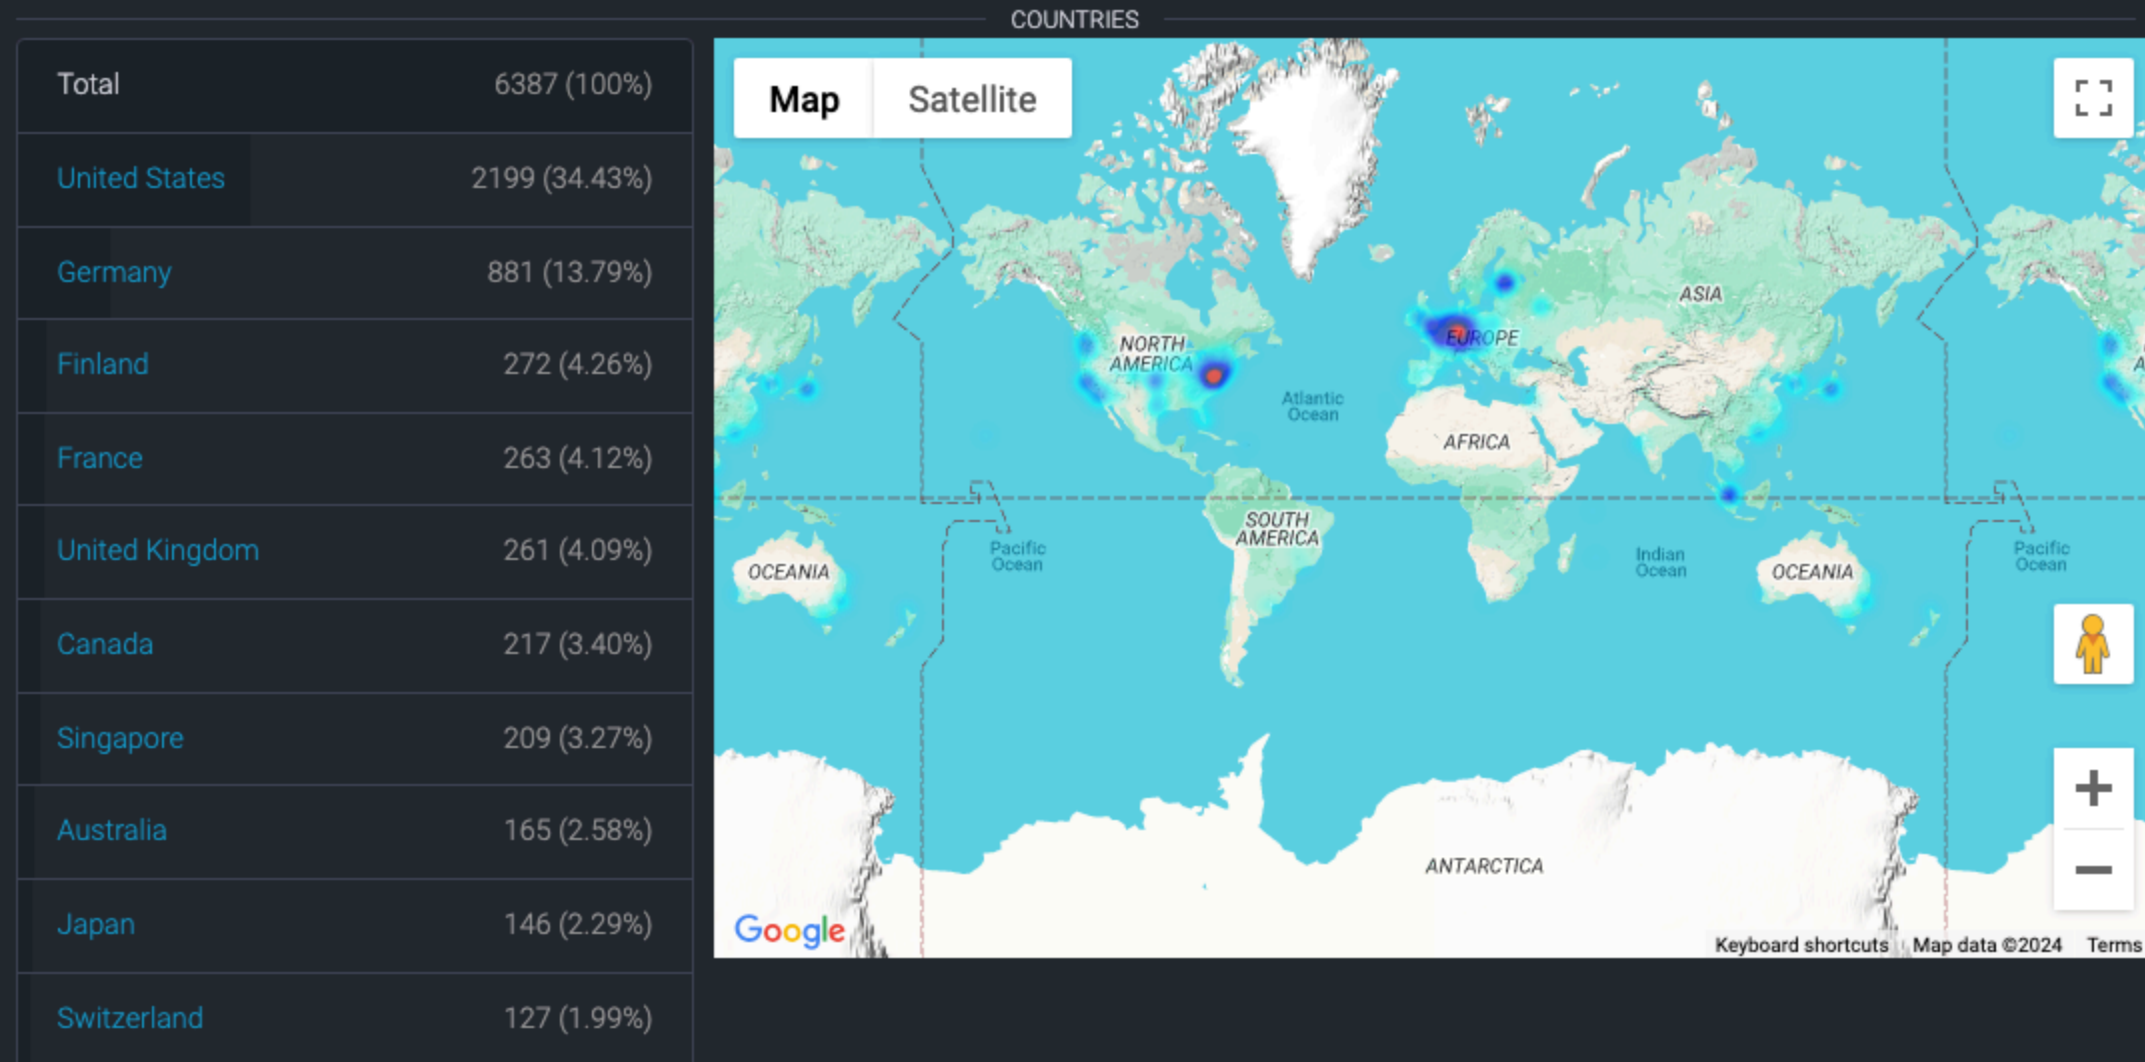 COUNTRIES
Total 6387 (100%)
United States 2199 (34.43%)
Germany 881 (13.79%)
Finland 272 (4.26%)
France 263 (4.12%)
United Kingdom 261 (4.09%)
Canada 217 (3.40%)
Singapore 209 (3.27%)
Australia 165 (2.58%)
Japan 146 (2.29%)
Switzerland 127 (1.99%)
Map Satellite
ASIA
NORTH
AMERICA
EUROPE
Atlantic
Ocean
AFRICA
SOUTH
AMERICA
Pacific
Ocean
Indian
Ocean
Pacific
Ocean
OCEANIA
OCEANIA
A
ANTARCTICA
Google
Keyboard shortcuts Map data ©2024 Terms